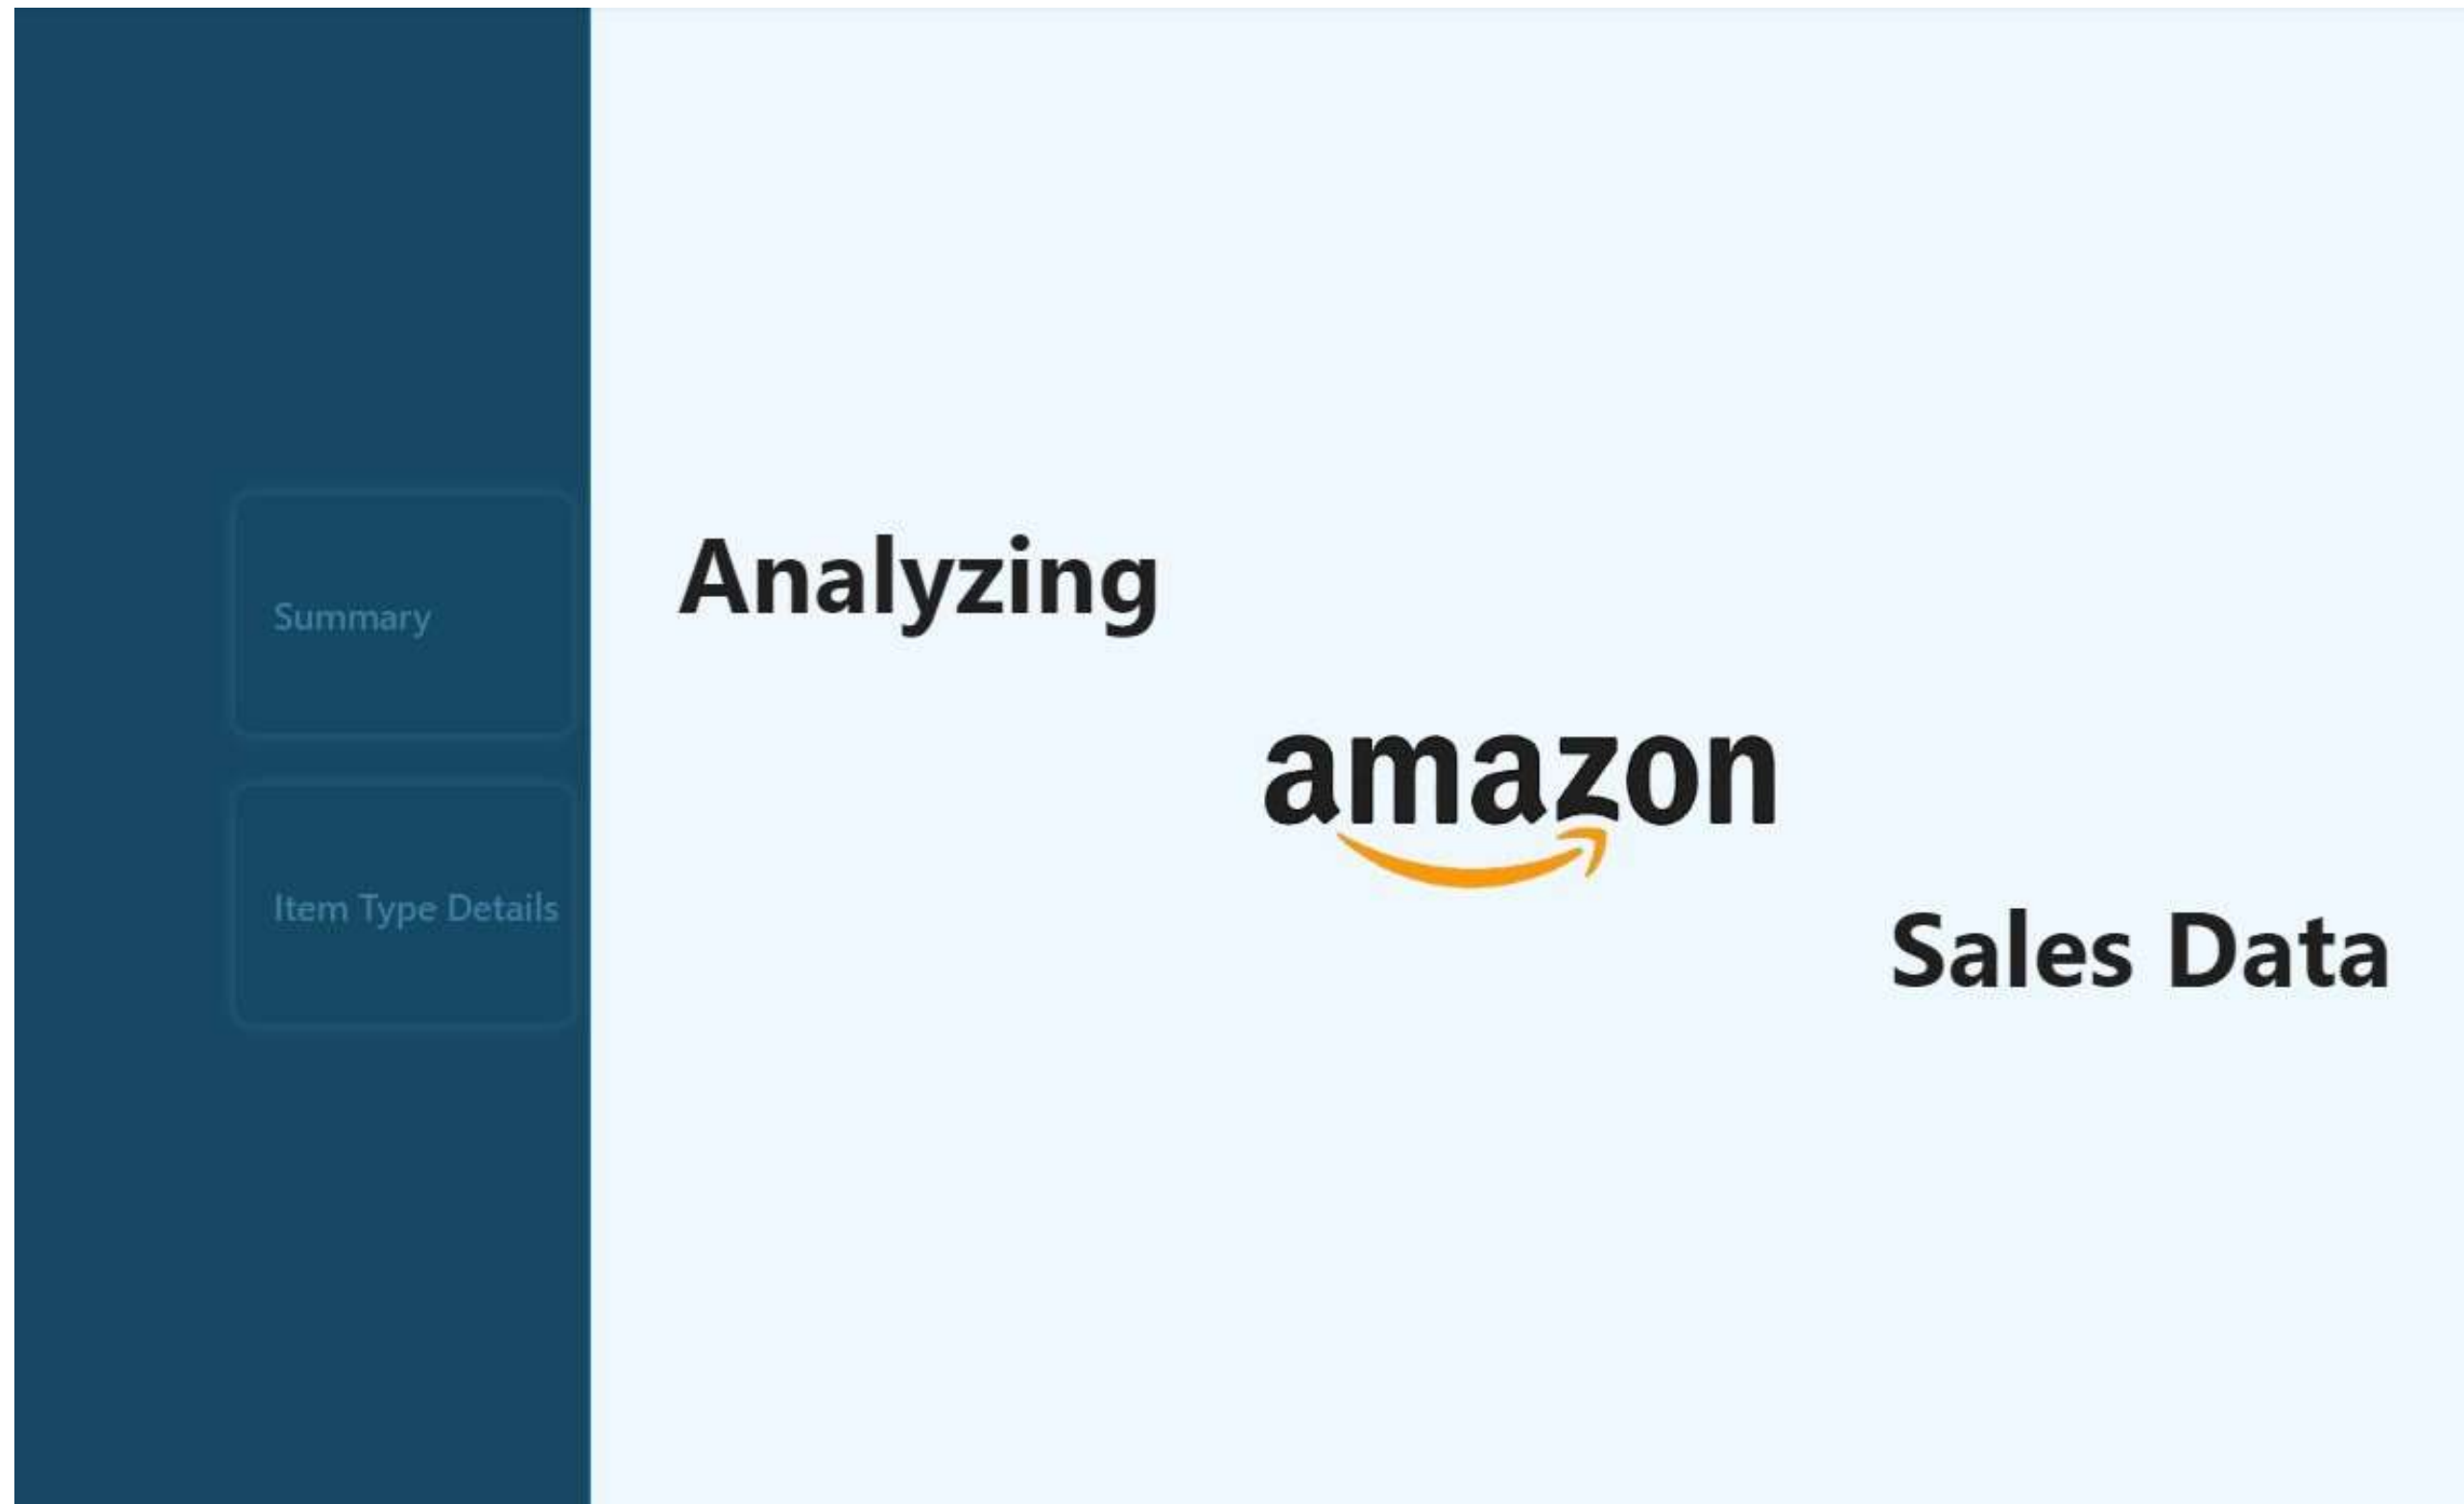 Summary
Item Type Details
Analyzing
amazon
Sales Data